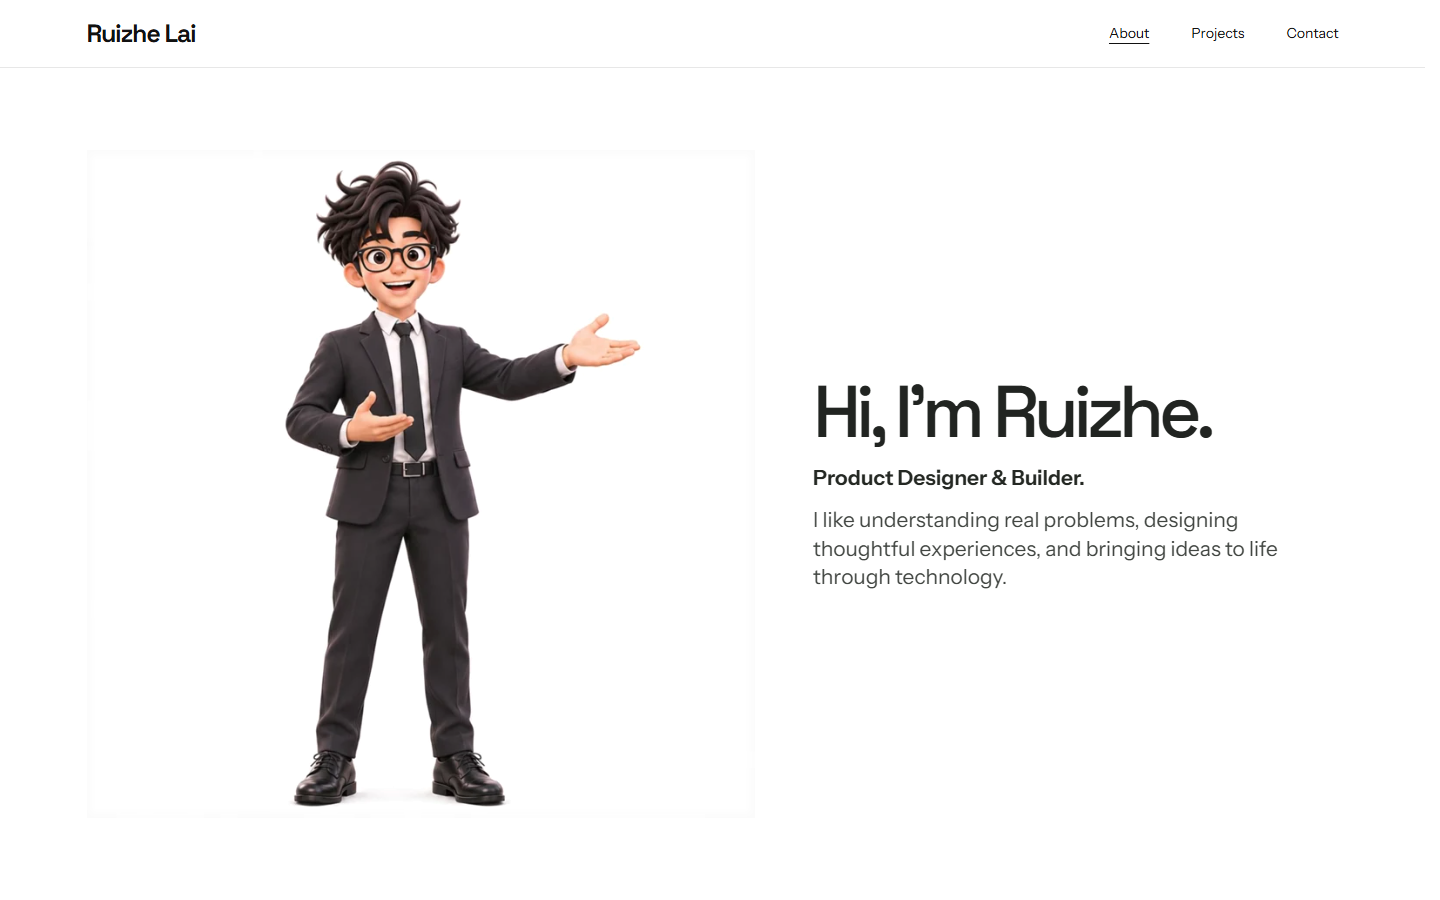 Ruizhe Lai
About
Projects
Contact
Hi, I’m Ruizhe.
Product Designer & Builder.
I like understanding real problems, designing
thoughtful experiences, and bringing ideas to life
through technology.